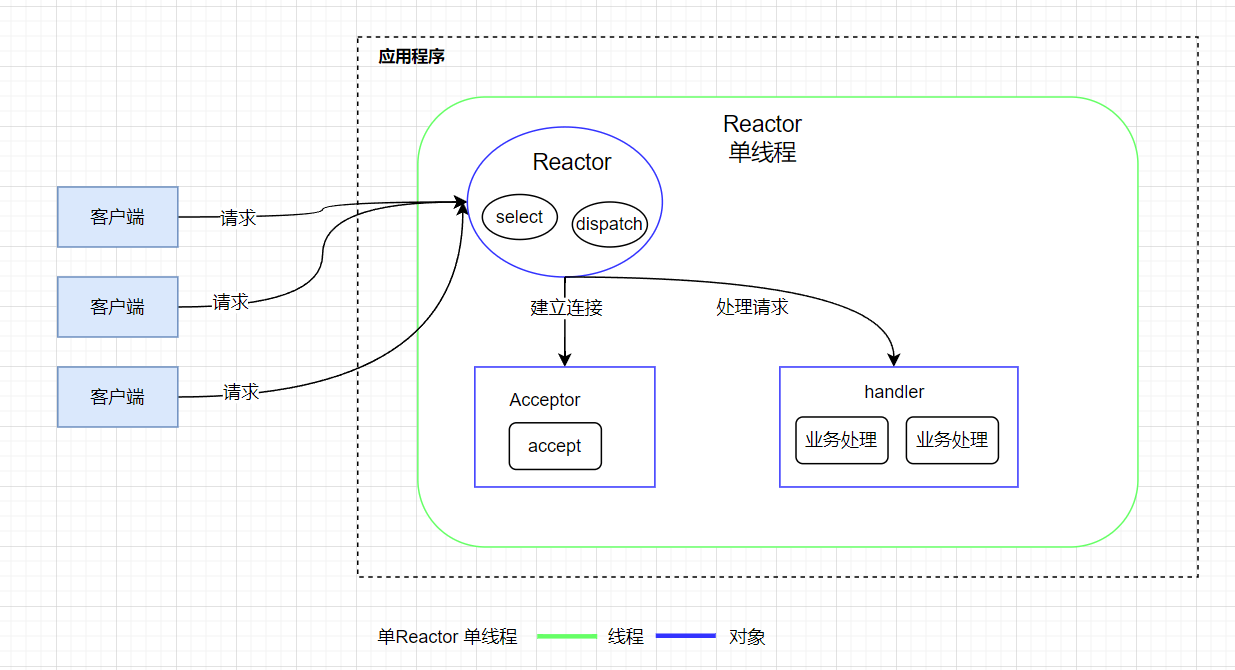 应用程序
Reactor
单线程
Reactor
select
dispatch
客户端
请求
客户端
请求
客户端
请求
建立连接
处理请求
Acceptor
accept
handler
业务处理
业务处理
单Reactor 单线程
线程
对象